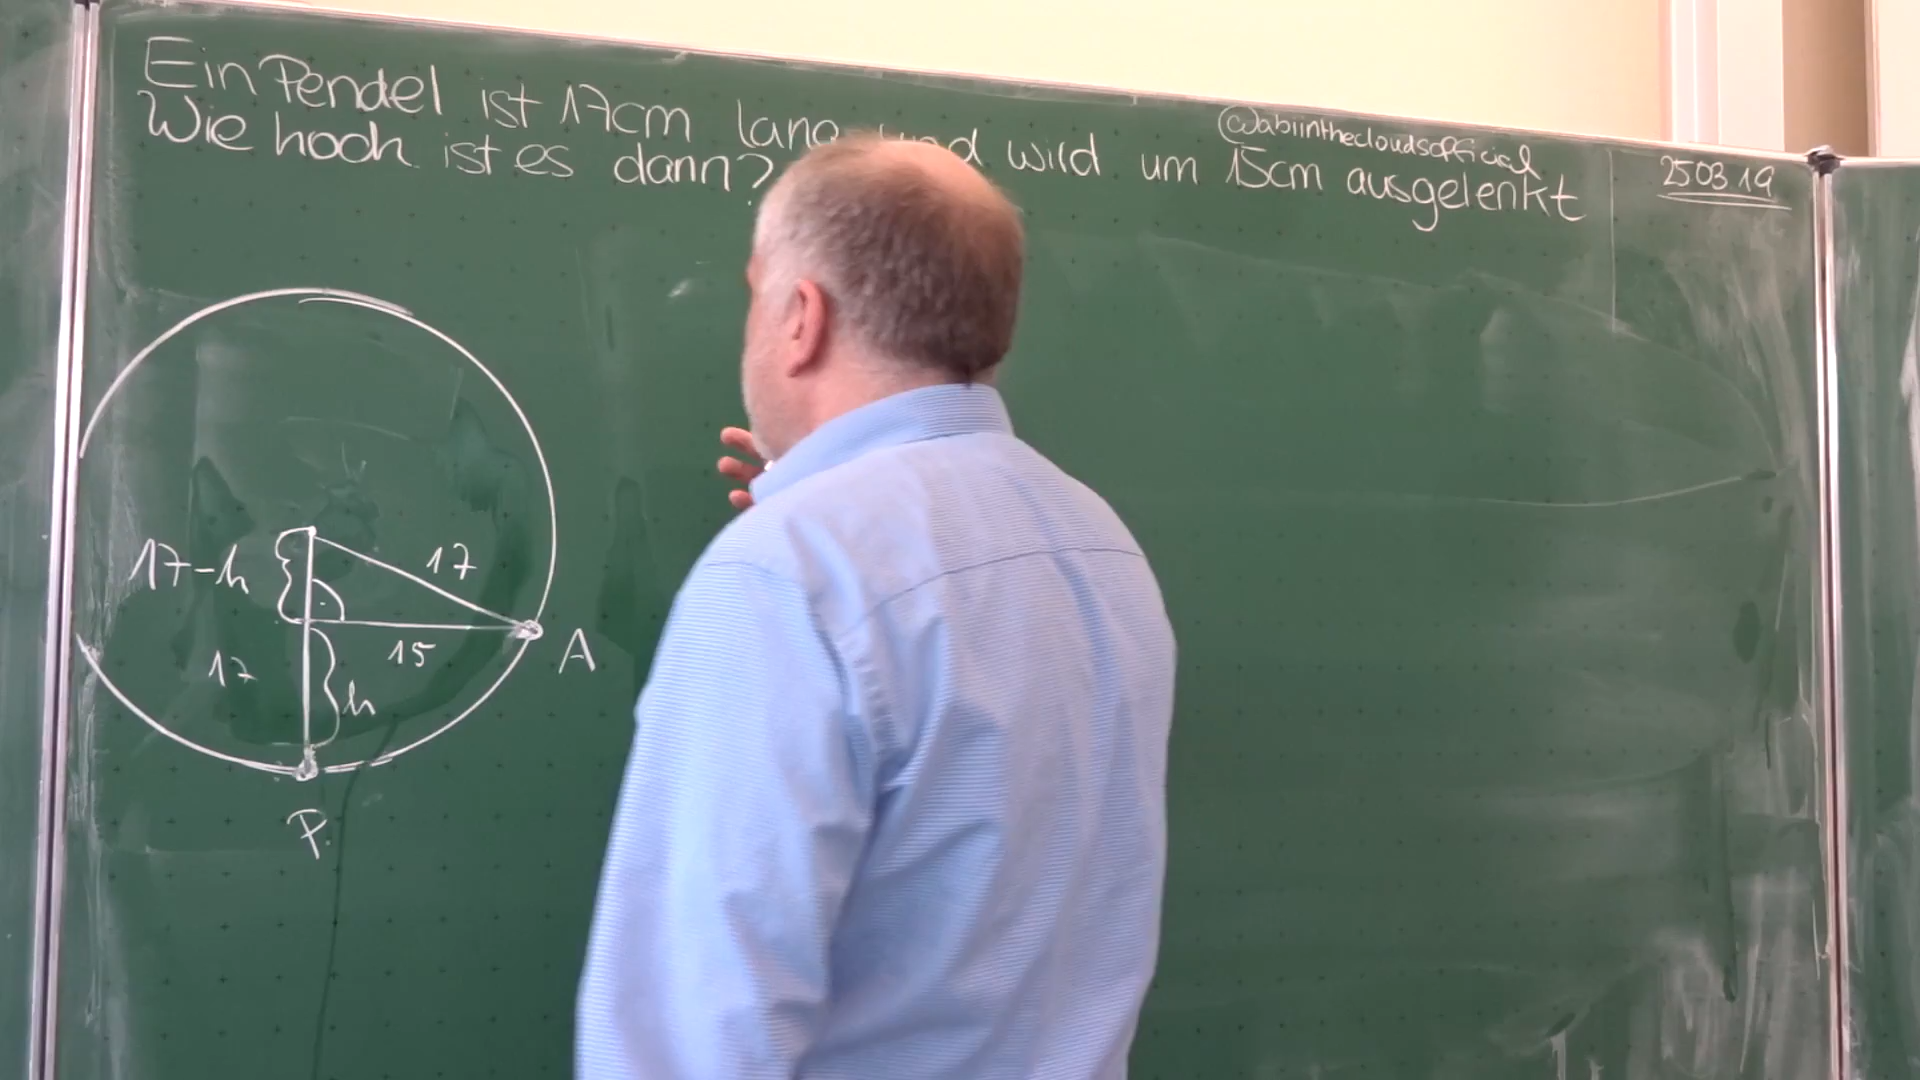 Ein Pendel ist 17cm lang und wird um 15cm ausgelenkt
Wie hoch ist es dann?
@abiinthecloudsofficial
25 03 19
17-h
17
15
A
17
h
P.